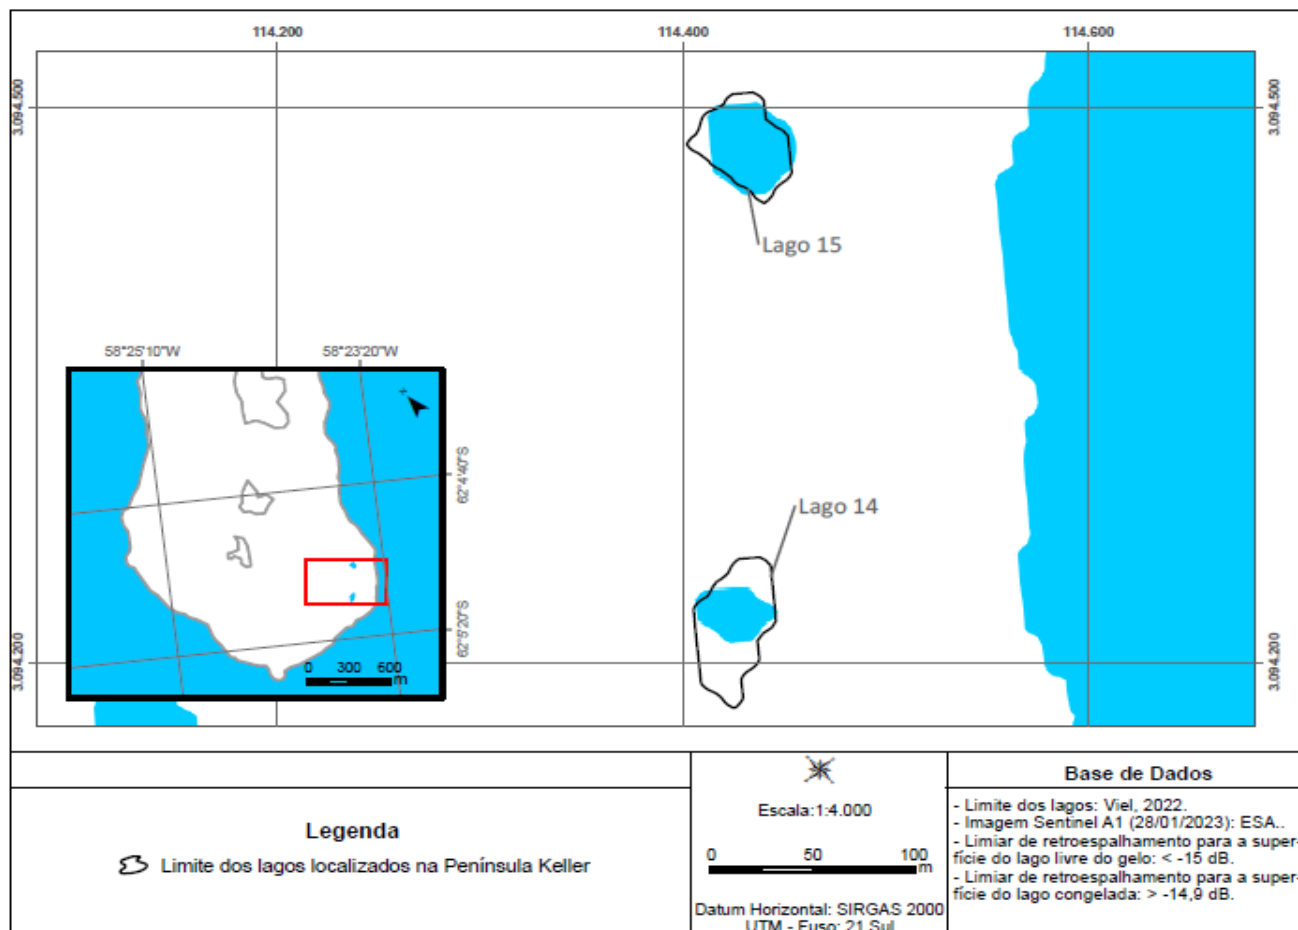 114.200
114.400
114.600
3.094.500
3.094.500
Lago 15
58°25'10"W
58°23'20"W
62°4'40"S
Lago 14
62°5'20"S
0 300 600
m
3.094.200
3.094.200
Legenda
Limite dos lagos localizados na Península Keller
Escala:1:4.000
0 50 100
m
Datum Horizontal: SIRGAS 2000
UTM - Fuso: 21 Sul
Base de Dados
- Limite dos lagos: Viel, 2022.
- Imagem Sentinel A1 (28/01/2023): ESA..
- Limiar de retroespalhamento para a super-
fície do lago livre do gelo: < -15 dB.
- Limiar de retroespalhamento para a super-
fície do lago congelada: > -14,9 dB.